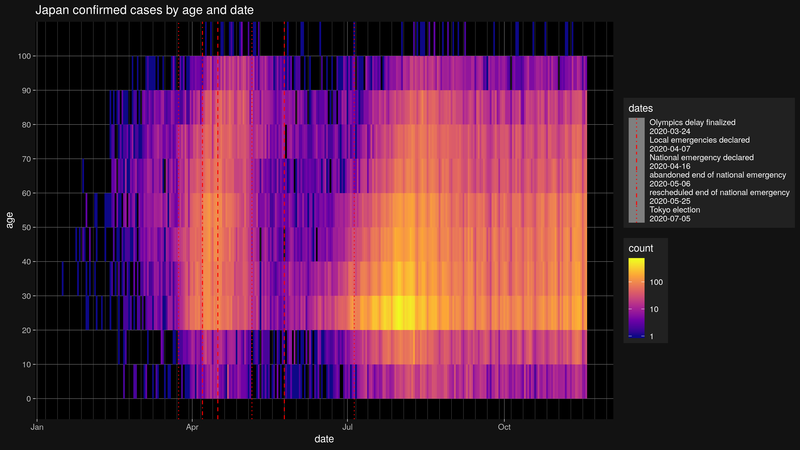 Japan confirmed cases by age and date
100
90
80
70
60
50
40
30
20
10
0
age
Jan
Apr
Jul
Oct
date
dates
Olympics delay finalized
2020-03-24
Local emergencies declared
2020-04-07
National emergency declared
2020-04-16
abandoned end of national emergency
2020-05-06
rescheduled end of national emergency
2020-05-25
Tokyo election
2020-07-05
count
100
10
1